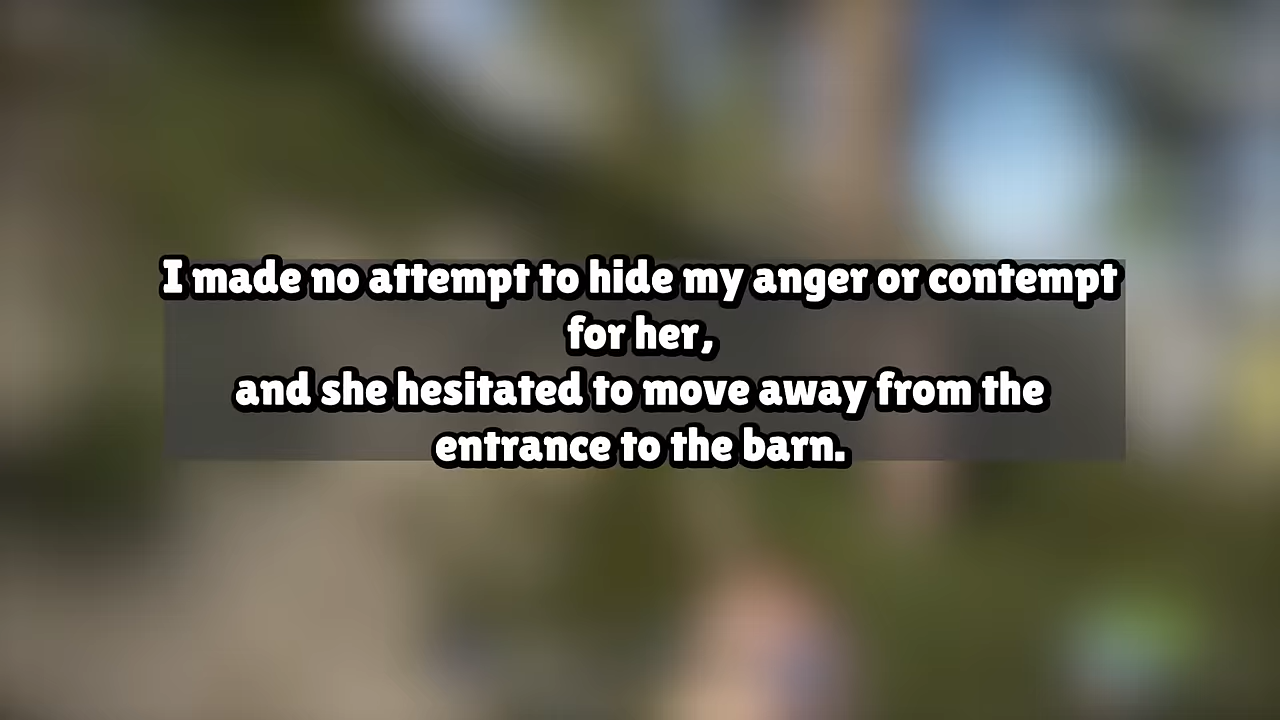 I made no attempt to hide my anger or contempt
for her,
and she hesitated to move away from the
entrance to the barn.